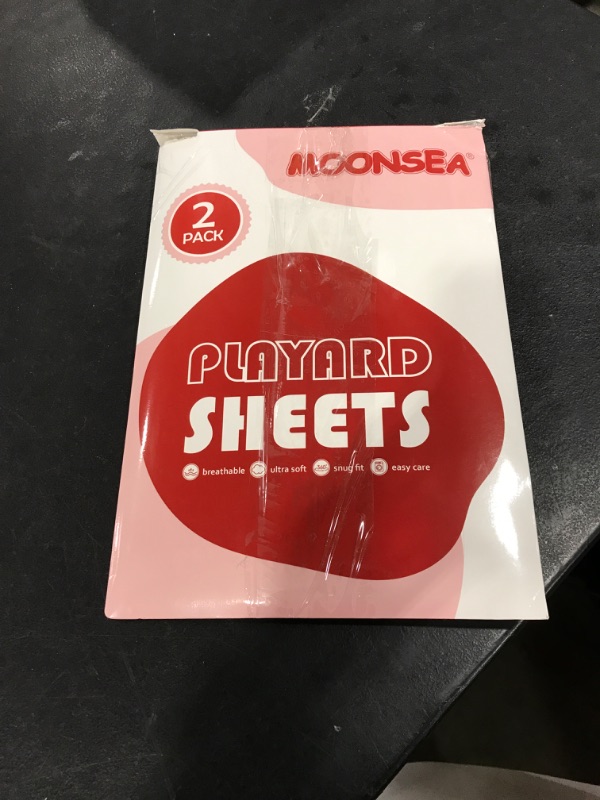 MOONSEA®
2
PACK
PLAYARD
SHEETS
breathable ultra soft snug fit easy care